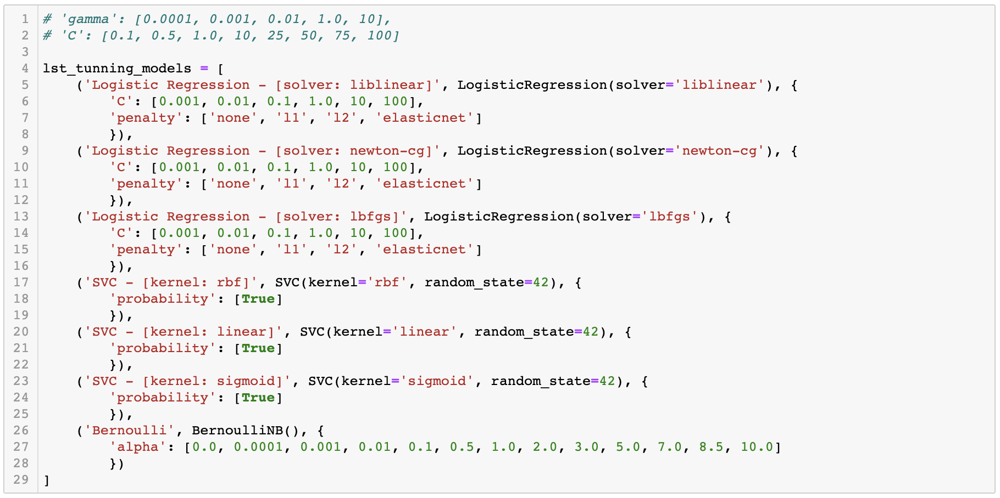 1 # 'gamma': [0.0001, 0.001, 0.01, 1.0, 10],
2 # 'C': [0.1, 0.5, 1.0, 10, 25, 50, 75, 100]
3
4 lst_tunning_models = [
5     ('Logistic Regression - [solver: liblinear]', LogisticRegression(solver='liblinear'), {
6         'C': [0.001, 0.01, 0.1, 1.0, 10, 100],
7         'penalty': ['none', 'l1', 'l2', 'elasticnet']
8         }),
9     ('Logistic Regression - [solver: newton-cg]', LogisticRegression(solver='newton-cg'), {
10         'C': [0.001, 0.01, 0.1, 1.0, 10, 100],
11         'penalty': ['none', 'l1', 'l2', 'elasticnet']
12         }),
13     ('Logistic Regression - [solver: lbfgs]', LogisticRegression(solver='lbfgs'), {
14         'C': [0.001, 0.01, 0.1, 1.0, 10, 100],
15         'penalty': ['none', 'l1', 'l2', 'elasticnet']
16         }),
17     ('SVC - [kernel: rbf]', SVC(kernel='rbf', random_state=42), {
18         'probability': [True]
19         }),
20     ('SVC - [kernel: linear]', SVC(kernel='linear', random_state=42), {
21         'probability': [True]
22         }),
23     ('SVC - [kernel: sigmoid]', SVC(kernel='sigmoid', random_state=42), {
24         'probability': [True]
25         }),
26     ('Bernoulli', BernoulliNB(), {
27         'alpha': [0.0, 0.0001, 0.001, 0.01, 0.1, 0.5, 1.0, 2.0, 3.0, 5.0, 7.0, 8.5, 10.0]
28         })
29 ]